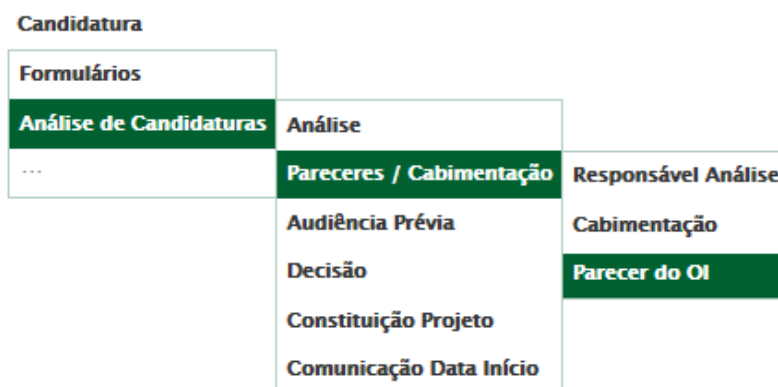 Candidatura
Formulários
Análise de Candidaturas
...
Análise
Pareceres / Cabimentação
Audiência Prévia
Decisão
Constituição Projeto
Comunicação Data Início
Responsável Análise
Cabimentação
Parecer do OI